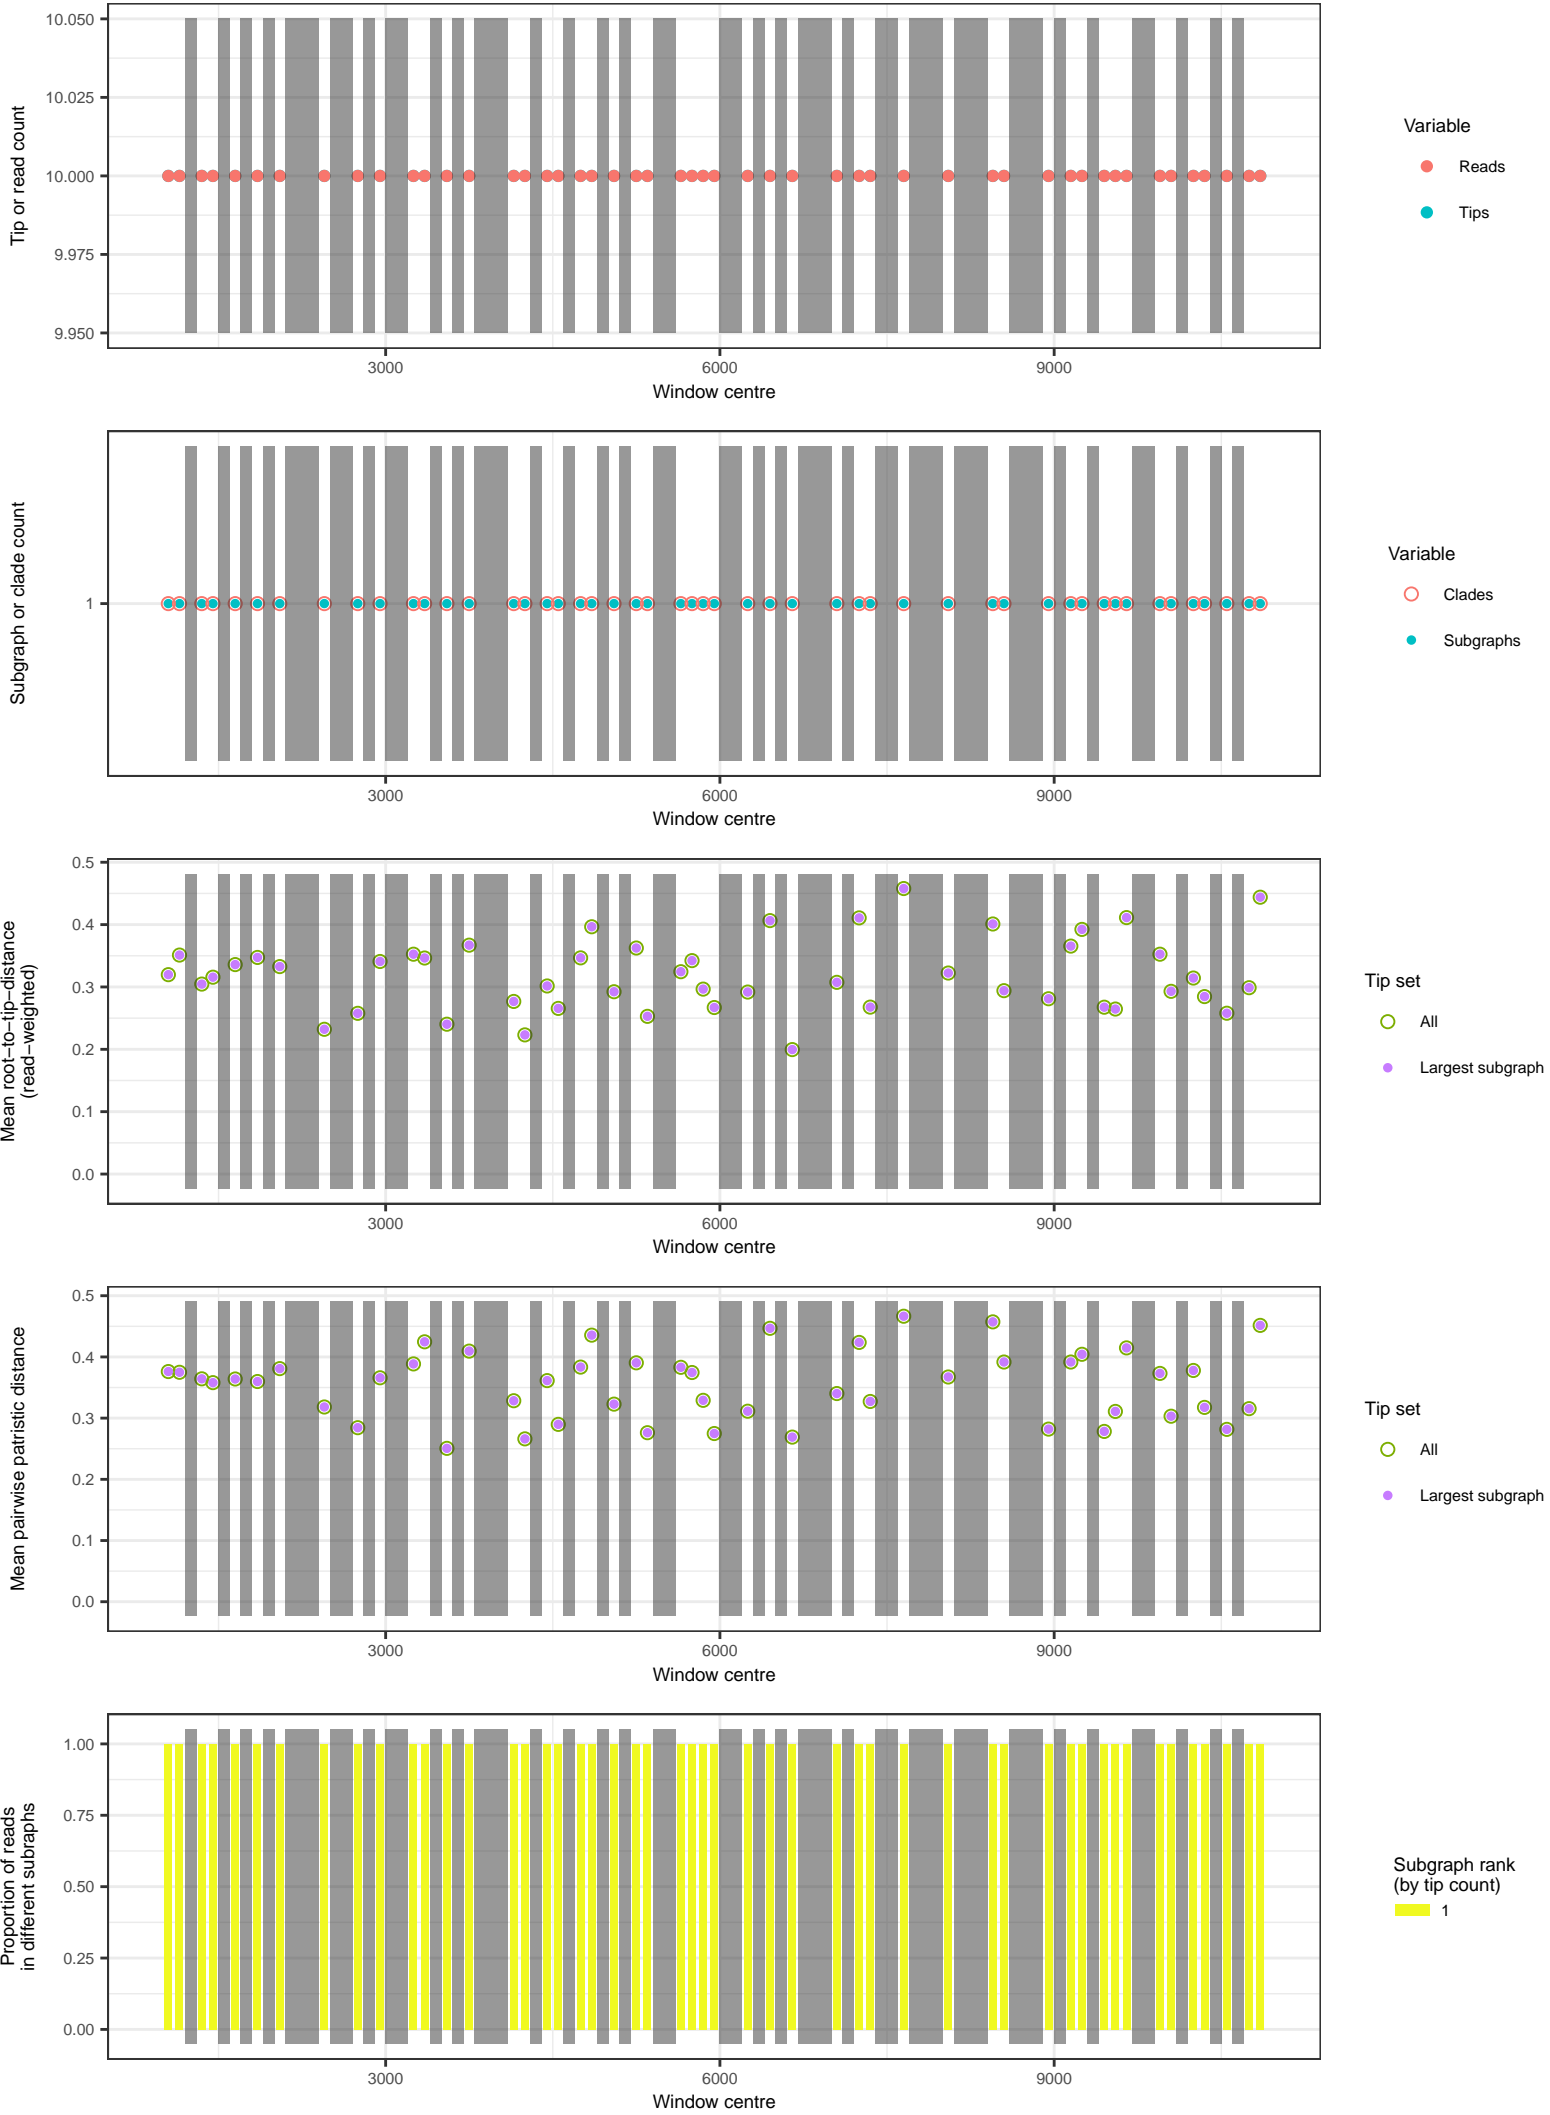 10.050
10.025
10.000
9.975
9.950
Tip or read count
3000
6000
9000
Window centre
Variable
Reads
Tips
1
Subgraph or clade count
3000
6000
9000
Window centre
Variable
Clades
Subgraphs
0.5
0.4
0.3
0.2
0.1
0.0
Mean root−to−tip−distance
(read−weighted)
3000
6000
9000
Window centre
Tip set
All
Largest subgraph
0.5
0.4
0.3
0.2
0.1
0.0
Mean pairwise patristic distance
3000
6000
9000
Window centre
Tip set
All
Largest subgraph
1.00
0.75
0.50
0.25
0.00
Proportion of reads
in different subraphs
3000
6000
9000
Window centre
Subgraph rank
(by tip count)
1